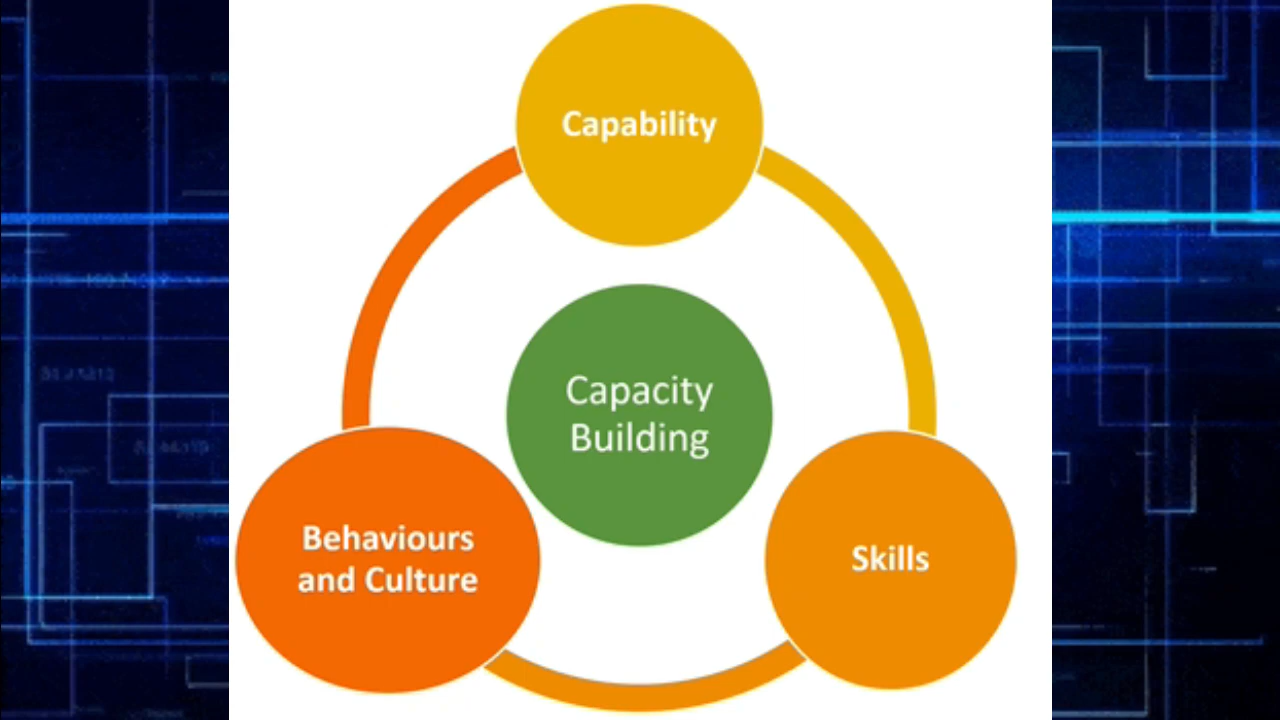 Capability
Capacity
Building
Behaviours
and Culture
Skills